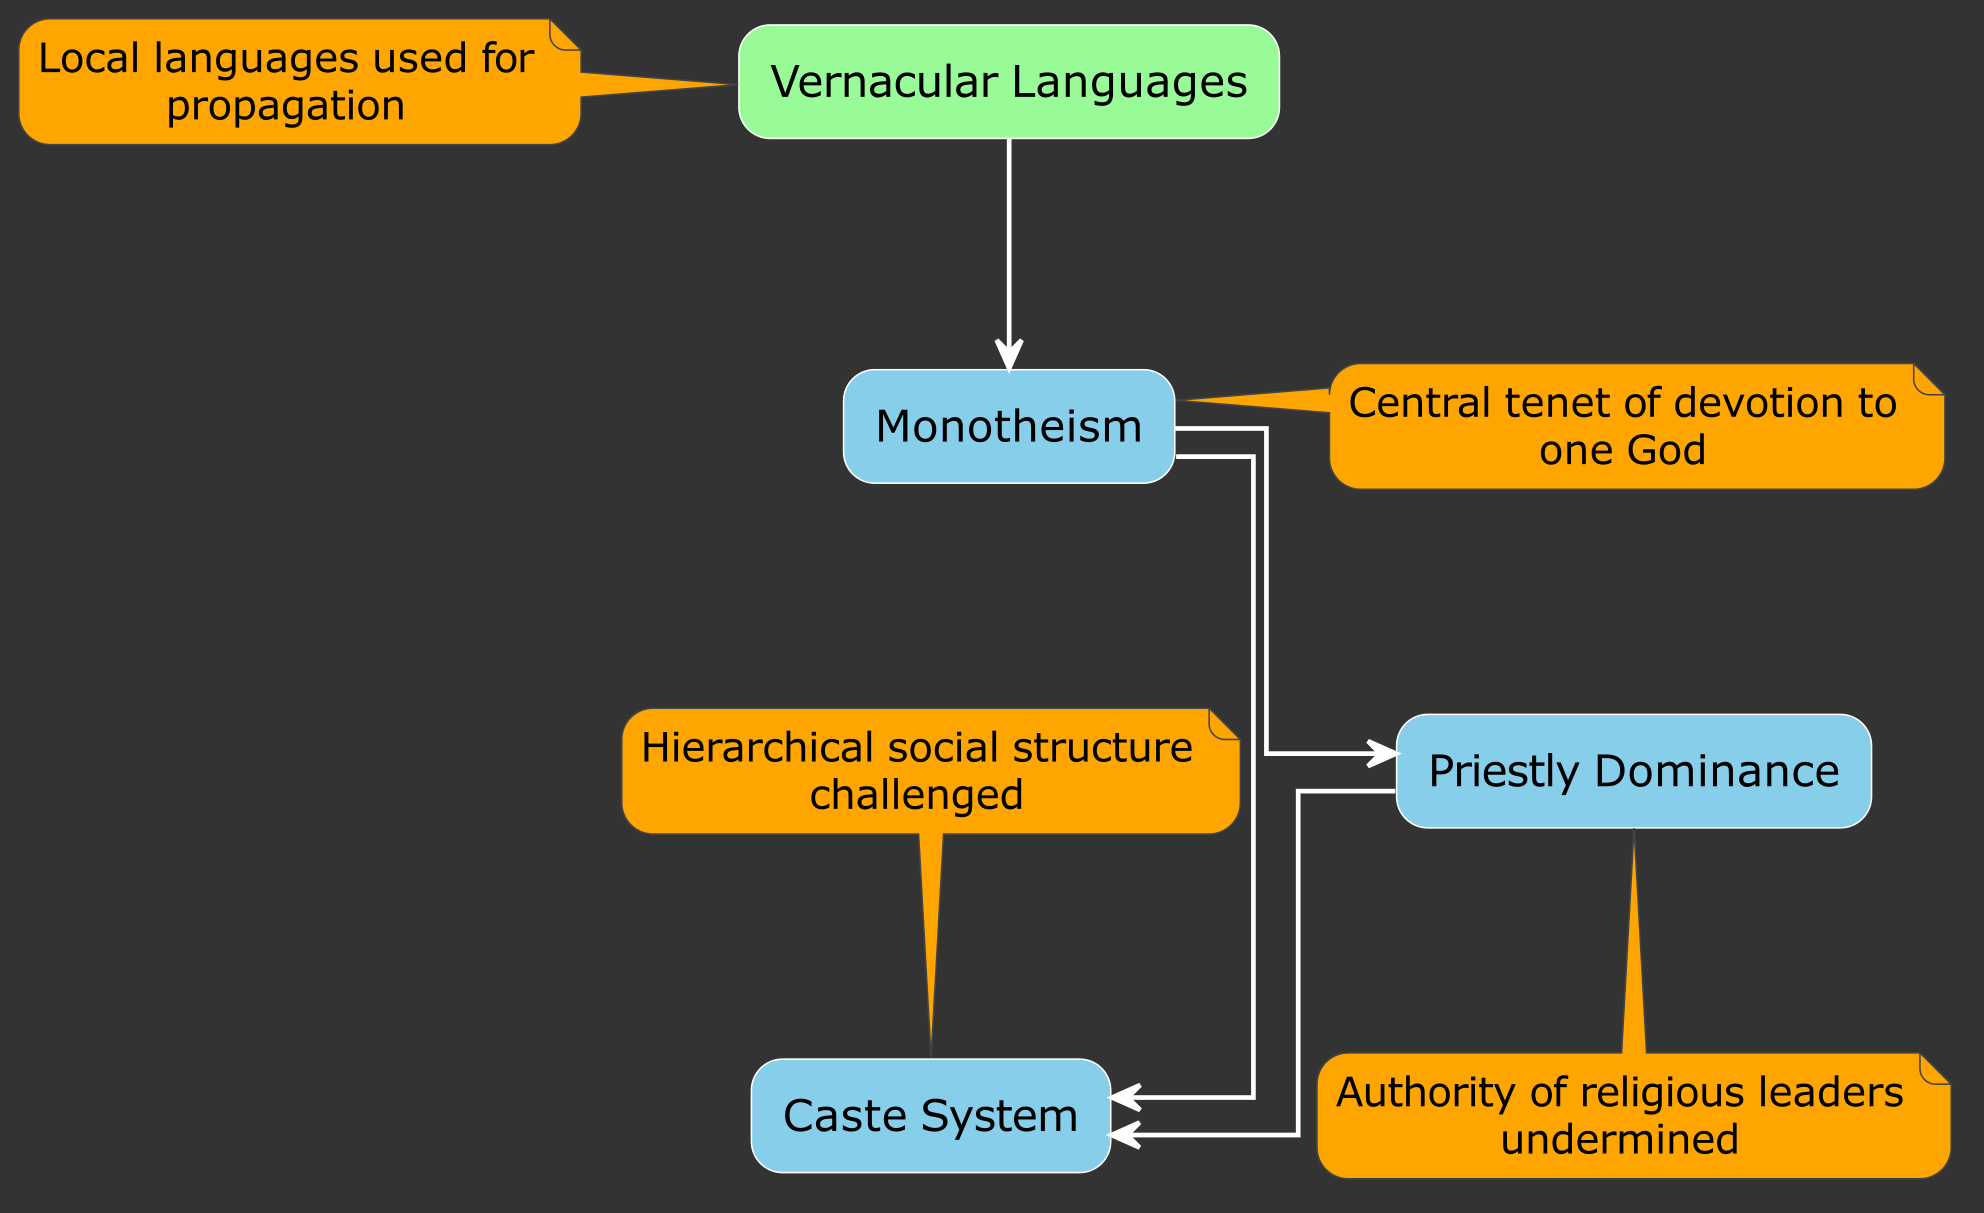 Local languages used for
propagation
Vernacular Languages
Monotheism
Central tenet of devotion to
one God
Hierarchical social structure
challenged
Priestly Dominance
Caste System
Authority of religious leaders
undermined